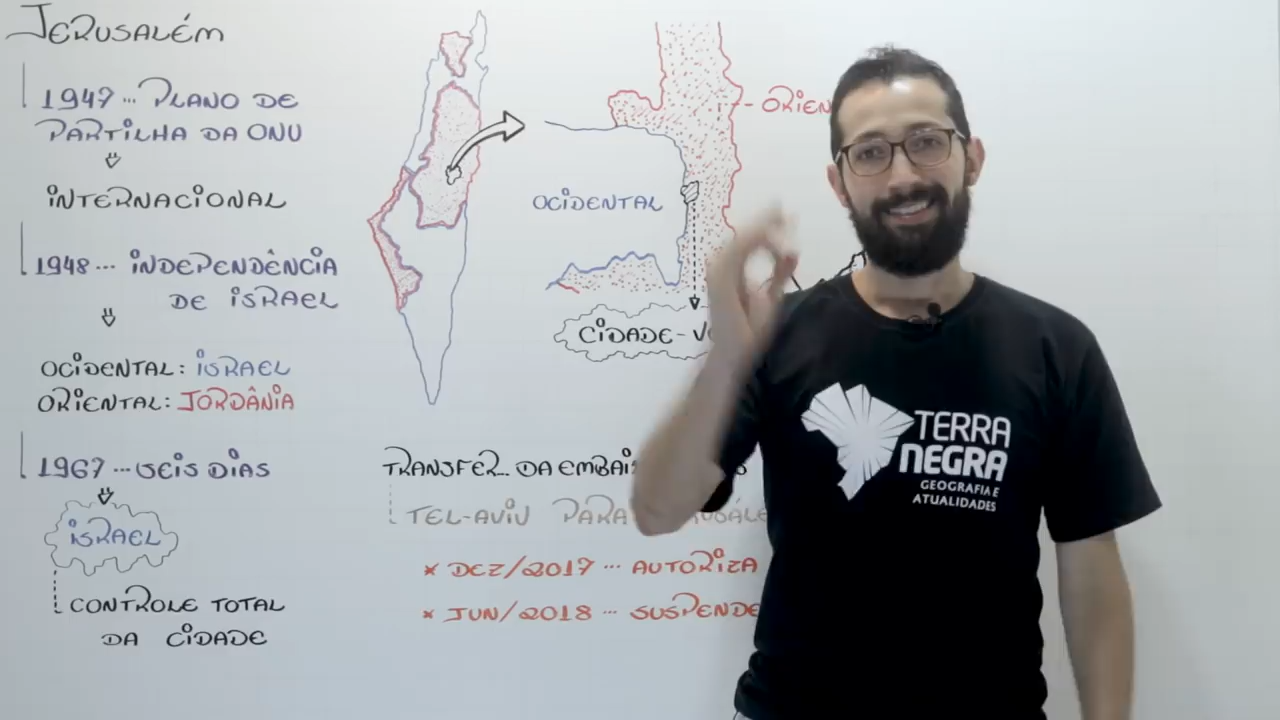 JERUSALÉM
1947... PLANO DE
PARTILHA DA ONU
INTERNACIONAL
1948... INDEPENDÊNCIA
DE ISRAEL
OCIDENTAL: ISRAEL
ORIENTAL: JORDÂNIA
1967... SEIS DIAS
ISRAEL
CONTROLE TOTAL
DA CIDADE
ORIEN
OCIDENTAL
CIDADE-V
TRANSFER... DA
TEL-AVIV PARA
* DEZ/2017... AUTORIZA
* JUN/2018... SUSPENDE
TERRA
NEGRA
GEOGRAFIA E
ATUALIDADES